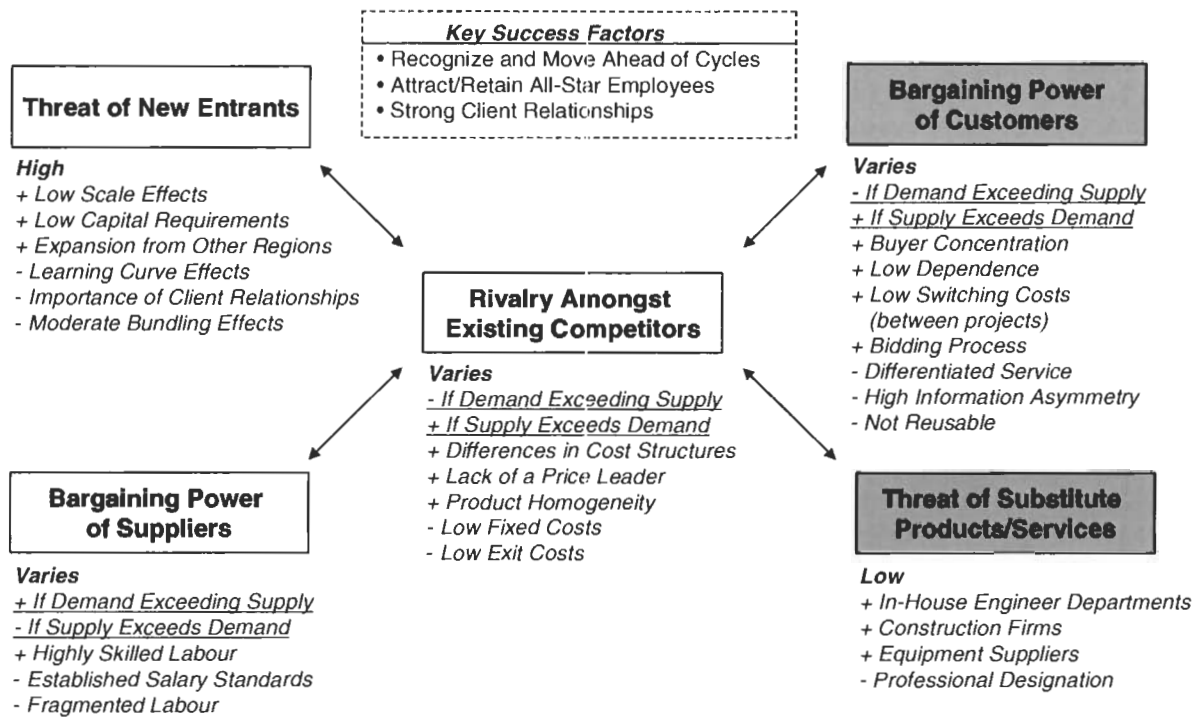 Key Success Factors
• Recognize and Move Ahead of Cycles
• Attract/Retain All-Star Employees
• Strong Client Relationships
Threat of New Entrants
High
+ Low Scale Effects
+ Low Capital Requirements
+ Expansion from Other Regions
- Learning Curve Effects
- Importance of Client Relationships
- Moderate Bundling Effects
Bargaining Power
of Customers
Varies
- If Demand Exceeding Supply
+ If Supply Exceeds Demand
+ Buyer Concentration
+ Low Dependence
+ Low Switching Costs
(between projects)
+ Bidding Process
- Differentiated Service
- High Information Asymmetry
- Not Reusable
Rivalry Amongst
Existing Competitors
Varies
- If Demand Exceeding Supply
+ If Supply Exceeds Demand
+ Differences in Cost Structures
+ Lack of a Price Leader
+ Product Homogeneity
- Low Fixed Costs
- Low Exit Costs
Bargaining Power
of Suppliers
Varies
+ If Demand Exceeding Supply
- If Supply Exceeds Demand
+ Highly Skilled Labour
- Established Salary Standards
- Fragmented Labour
Threat of Substitute
Products/Services
Low
+ In-House Engineer Departments
+ Construction Firms
+ Equipment Suppliers
- Professional Designation